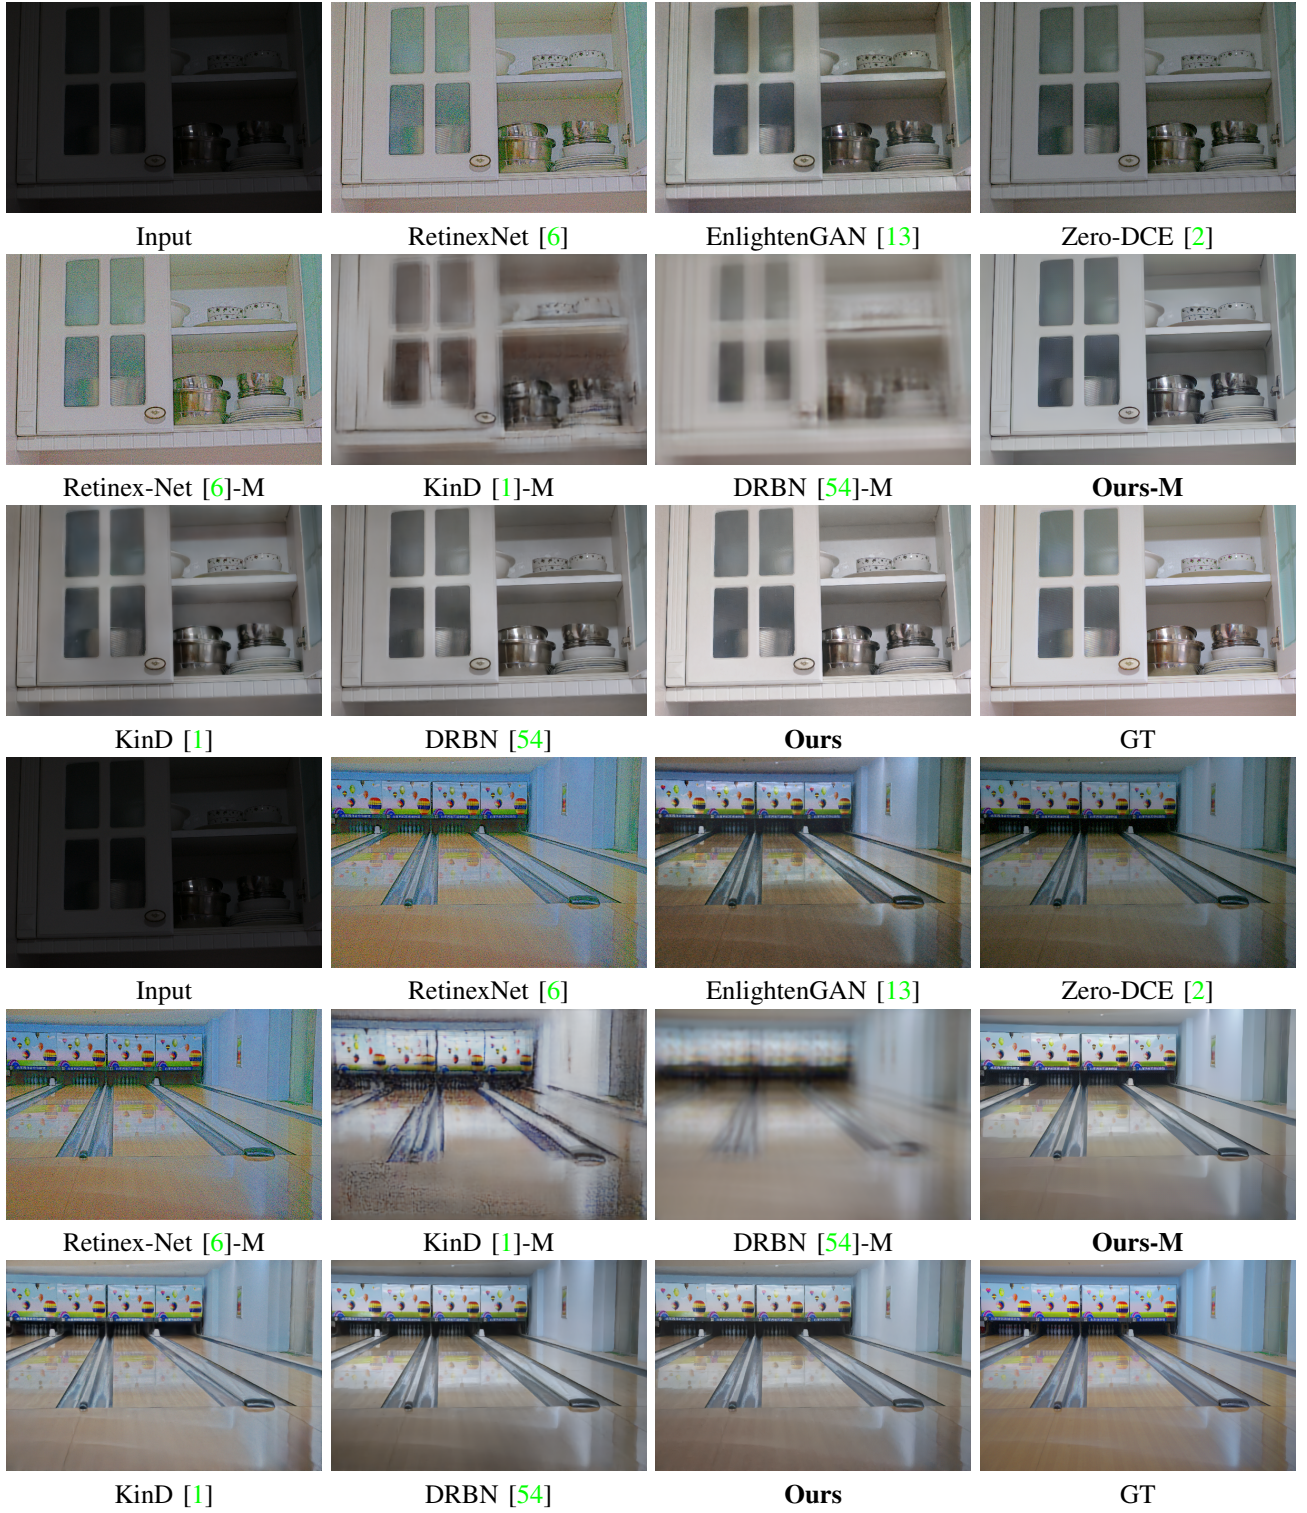 Input RetinexNet [6] EnlightenGAN [13] Zero-DCE [2]
Retinex-Net [6]-M KinD [1]-M DRBN [54]-M Ours-M
KinD [1] DRBN [54] Ours GT
Input RetinexNet [6] EnlightenGAN [13] Zero-DCE [2]
Retinex-Net [6]-M KinD [1]-M DRBN [54]-M Ours-M
KinD [1] DRBN [54] Ours GT